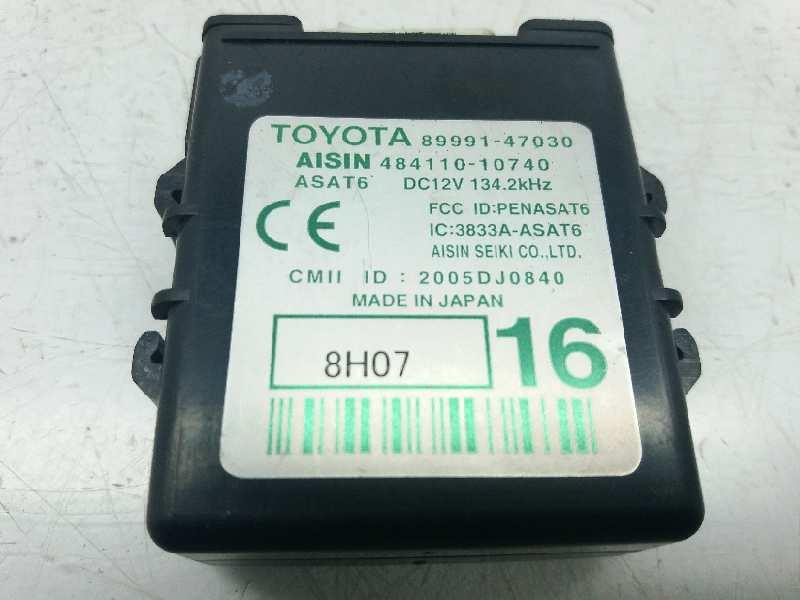 TOYOTA 89991-47030
AISIN 484110-10740
ASAT6 DC12V 134.2kHz
CE
FCC ID:PENASAT6
IC:3833A-ASAT6
AISIN SEIKI CO.,LTD.
CMII ID : 2005DJ0840
MADE IN JAPAN
8H07 16